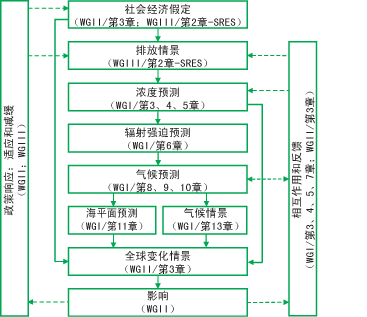 社会经济假定
(WGII/第3章；WGIII/第2章-SRES)
排放情景
(WGIII/第2章-SRES)
浓度预测
(WGI/第3、4、5章)
辐射强迫预测
(WGI/第6章)
气候预测
(WGI/第8、9、10章)
海平面预测
(WGI/第11章)
气候情景
(WGI/第13章)
全球变化情景
(WGII/第3章)
影响
(WGII)
政策响应：适应和减缓
(WGII；WGIII)
相互作用和反馈
(WGI/第3、4、5、7章；WGII/第3章)